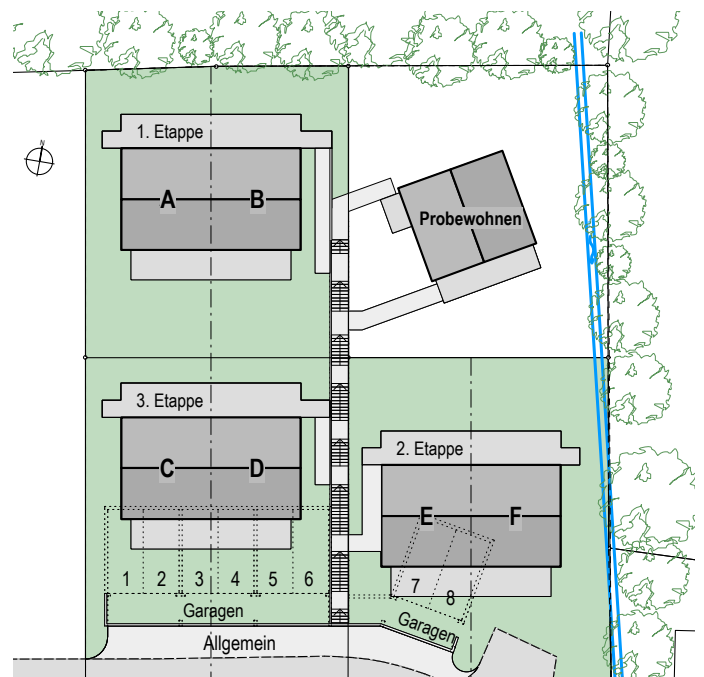 1. Etappe
N
A B
Probewohnen
3. Etappe
2. Etappe
C D
E F
1 2 3 4 5 6
7
8
Garagen
Garagen
Allgemein